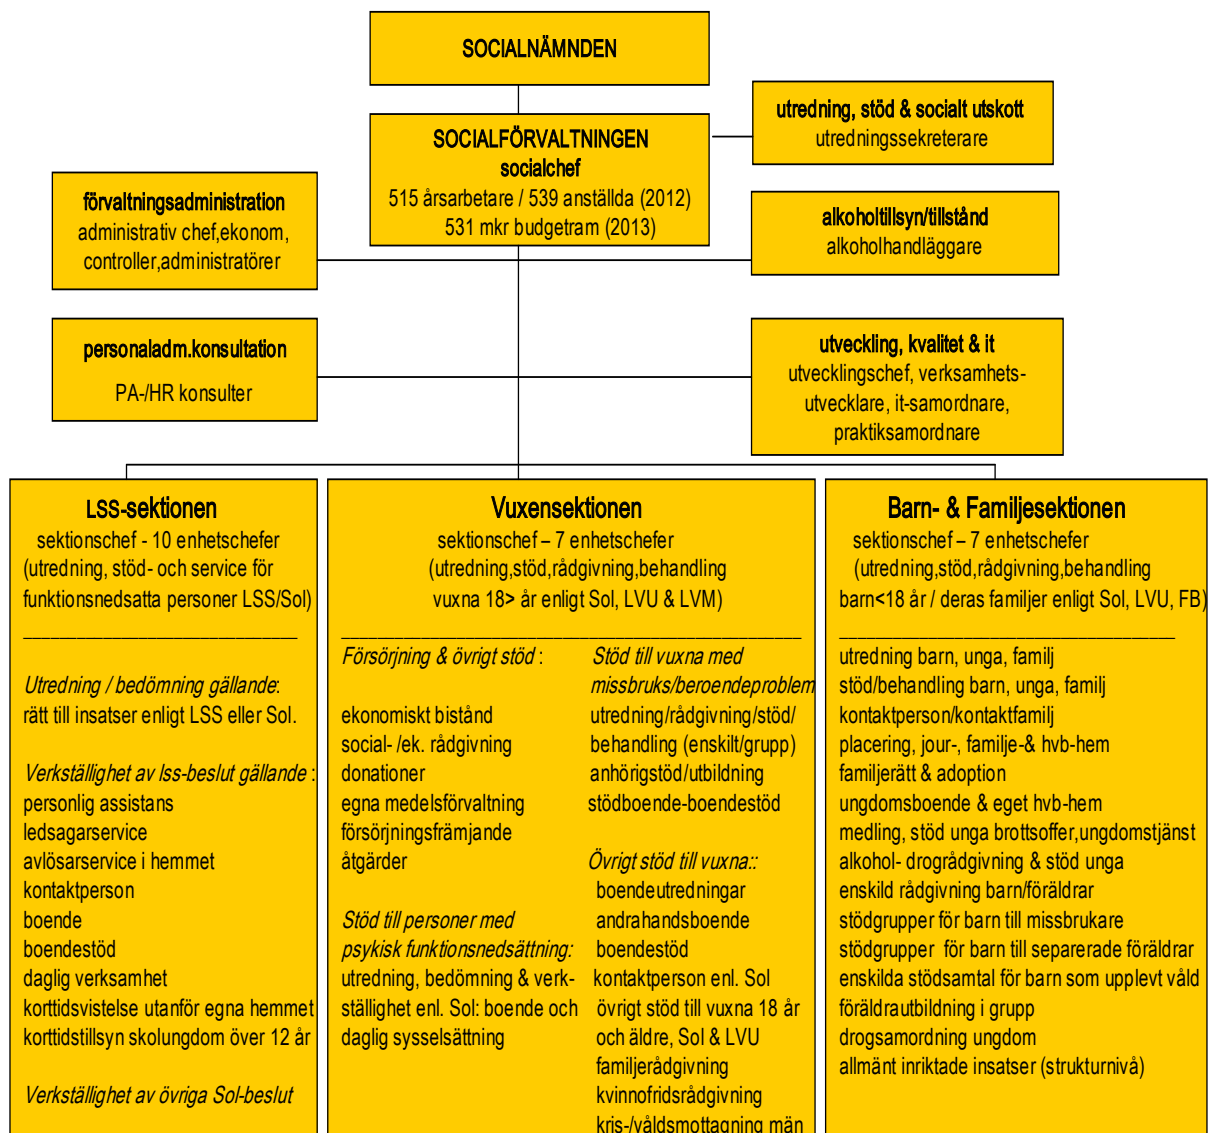 SOCIALNÄMNDEN
SOCIALFÖRVALTNINGEN
socialchef
515 årsarbetare / 539 anställda (2012)
531 mkr budgetram (2013)
utredning, stöd & socialt utskott
utredningssekreterare
förvaltningsadministration
administrativ chef,ekonom,
controller,administratörer
alkoholtillsyn/tillstånd
alkoholhandläggare
personaladm.konsultation
PA-/HR konsulter
utveckling, kvalitet & it
utvecklingschef, verksamhets-
utvecklare, it-samordnare,
praktiksamordnare
LSS-sektionen
sektionschef - 10 enhetschefer
(utredning, stöd- och service för
funktionsnedsatta personer LSS/Sol)
Utredning / bedömning gällande:
rätt till insatser enligt LSS eller Sol.
Verkställighet av lss-beslut gällande :
personlig assistans
ledsagarservice
avlösarservice i hemmet
kontaktperson
boende
boendestöd
daglig verksamhet
korttidsvistelse utanför egna hemmet
korttidstillsyn skolungdom över 12 år
Verkställighet av övriga Sol-beslut
Vuxensektionen
sektionschef – 7 enhetschefer
(utredning,stöd,rådgivning,behandling
vuxna 18> år enligt Sol, LVU & LVM)
Försörjning & övrigt stöd :
ekonomiskt bistånd
social- /ek. rådgivning
donationer
egna medelsförvaltning
försörjningsfrämjande
åtgärder
Stöd till personer med
psykisk funktionsnedsättning:
utredning, bedömning & verk-
ställighet enl. Sol: boende och
daglig sysselsättning
Stöd till vuxna med
missbruks/beroendeproblem
utredning/rådgivning/stöd/
behandling (enskilt/grupp)
anhörigstöd/utbildning
stödboende-boendestöd
Övrigt stöd till vuxna::
boendeutredningar
andrahandsboende
boendestöd
kontaktperson enl. Sol
övrigt stöd till vuxna 18 år
och äldre, Sol & LVU
familjerådgivning
kvinnofridsrådgivning
kris-/våldsmottagning män
Barn- & Familjesektionen
sektionschef – 7 enhetschefer
(utredning,stöd,rådgivning,behandling
barn<18 år / deras familjer enligt Sol, LVU, FB)
utredning barn, unga, familj
stöd/behandling barn, unga, familj
kontaktperson/kontaktfamilj
placering, jour-, familje-& hvb-hem
familjerätt & adoption
ungdomsboende & eget hvb-hem
medling, stöd unga brottsoffer,ungdomstjänst
alkohol- drogrådgivning & stöd unga
enskild rådgivning barn/föräldrar
stödgrupper för barn till missbrukare
stödgrupper för barn till separerade föräldrar
enskilda stödsamtal för barn som upplevt våld
föräldrautbildning i grupp
drogsamordning ungdom
allmänt inriktade insatser (strukturnivå)